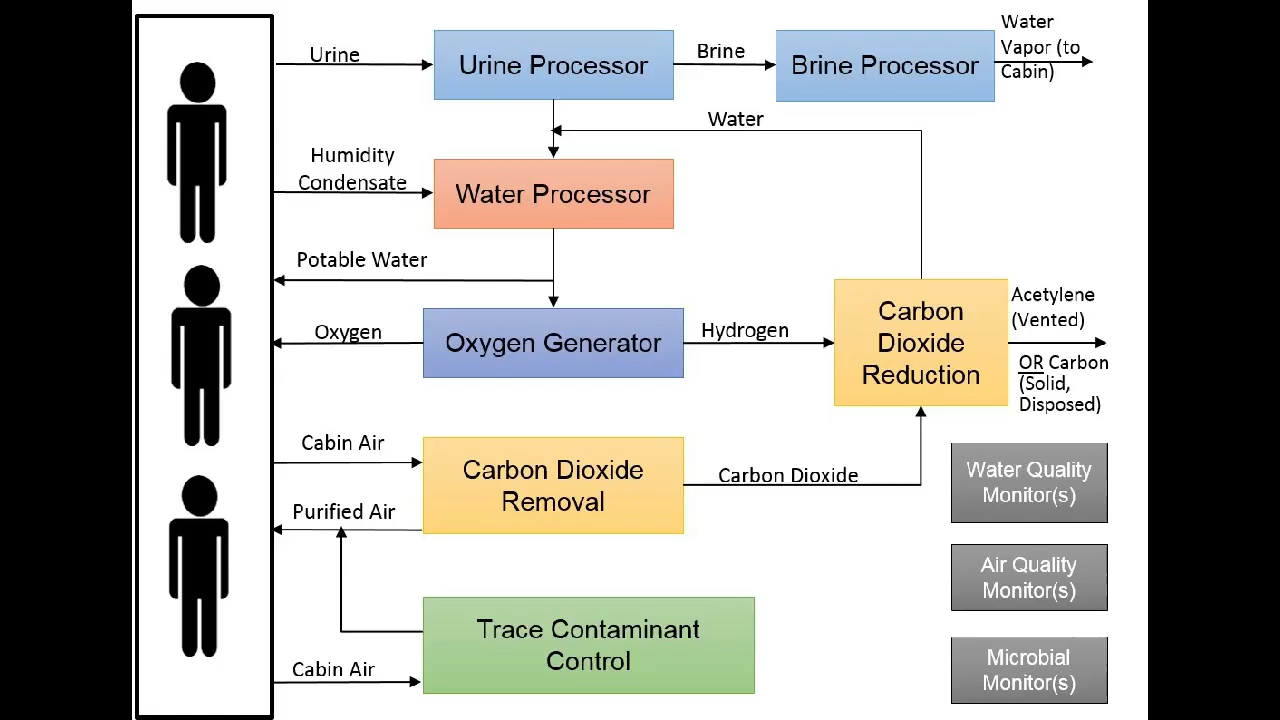 Urine
Urine Processor
Brine
Brine Processor
Water
Vapor (to
Cabin)
Water
Humidity
Condensate
Water Processor
Potable Water
Oxygen
Oxygen Generator
Hydrogen
Carbon
Dioxide
Reduction
Acetylene
(Vented)
OR Carbon
(Solid,
Disposed)
Cabin Air
Carbon Dioxide
Removal
Carbon Dioxide
Purified Air
Water Quality
Monitor(s)
Air Quality
Monitor(s)
Trace Contaminant
Control
Cabin Air
Microbial
Monitor(s)